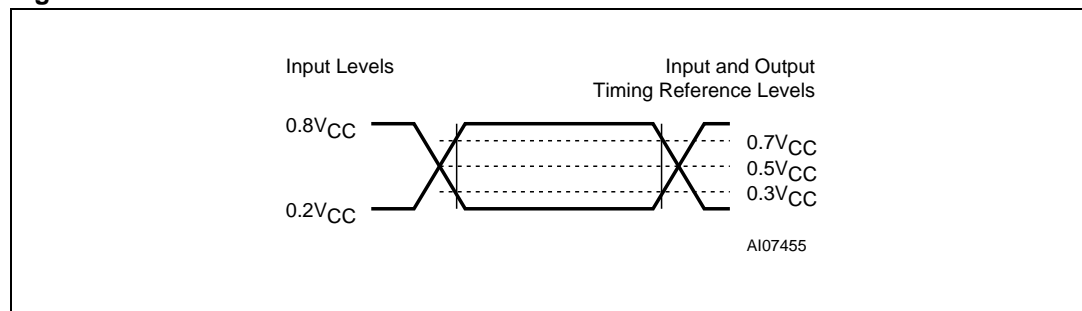 Input Levels
Input and Output
Timing Reference Levels
0.8VCC
0.7VCC
0.5VCC
0.3VCC
0.2VCC
AI07455